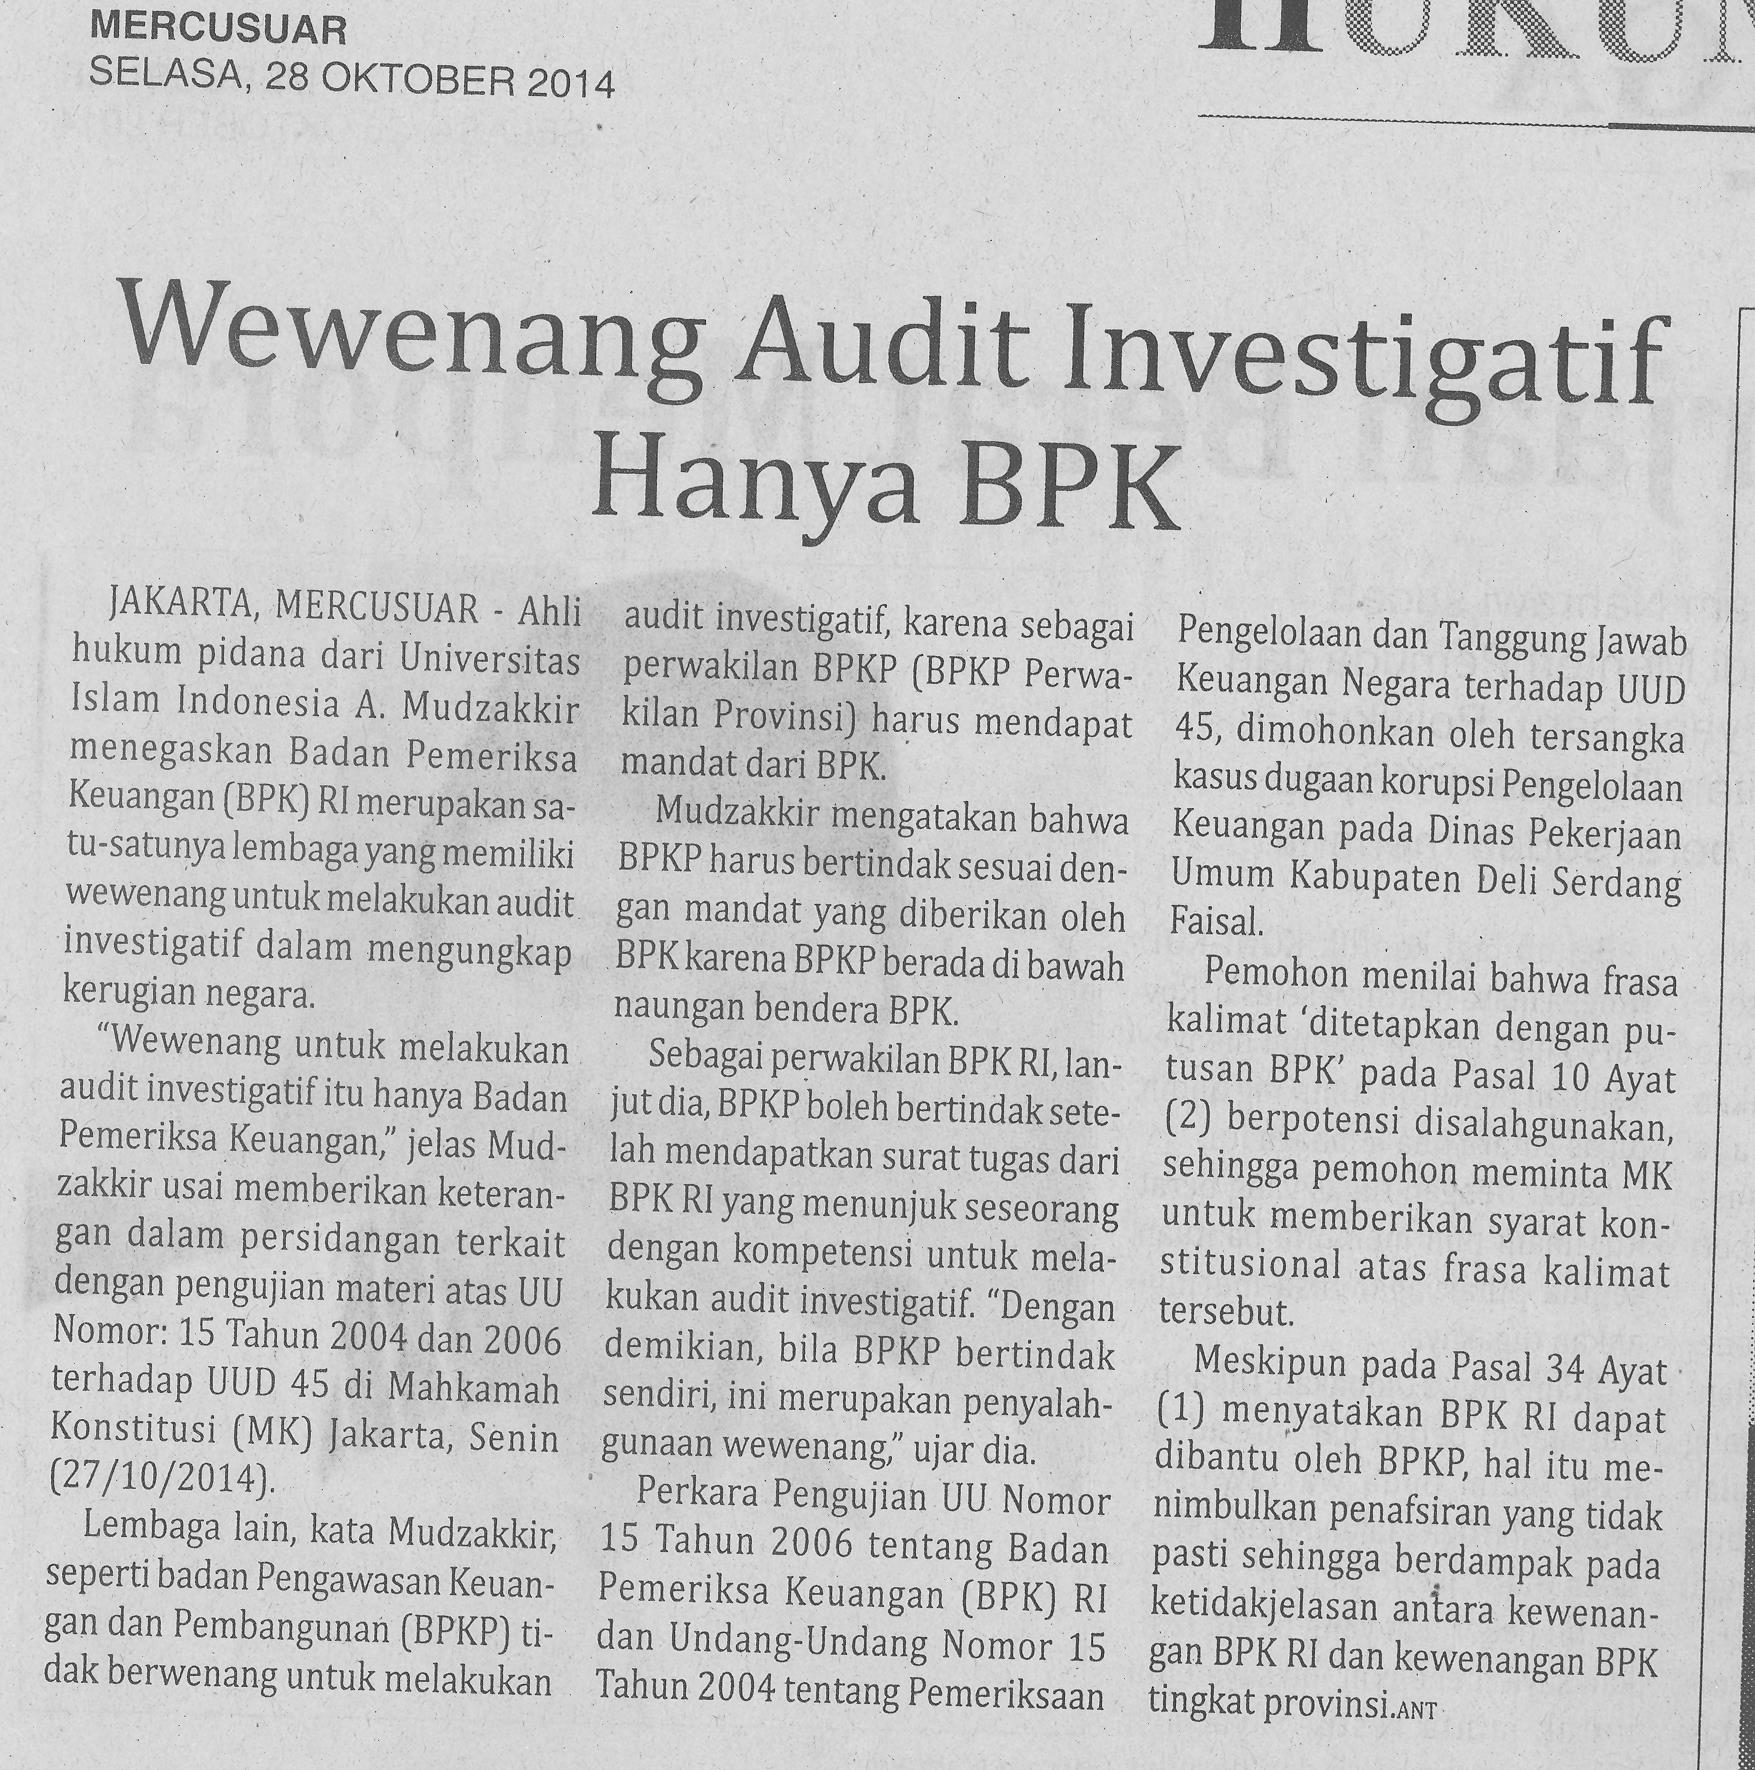 MERCUSUAR
SELASA, 28 OKTOBER 2014
HUKUM
Wewenang Audit Investigatif
Hanya BPK
JAKARTA, MERCUSUAR - Ahli
hukum pidana dari Universitas
Islam Indonesia A. Mudzakkir
menegaskan Badan Pemeriksa
Keuangan (BPK) RI merupakan sa-
tu-satunya lembaga yang memiliki
wewenang untuk melakukan audit
investigatif dalam mengungkap
kerugian negara.
“Wewenang untuk melakukan
audit investigatif itu hanya Badan
Pemeriksa Keuangan,” jelas Mud-
zakkir usai memberikan keteran-
gan dalam persidangan terkait
dengan pengujian materi atas UU
Nomor: 15 Tahun 2004 dan 2006
terhadap UUD 45 di Mahkamah
Konstitusi (MK) Jakarta, Senin
(27/10/2014).
Lembaga lain, kata Mudzakkir,
seperti badan Pengawasan Keuan-
gan dan Pembangunan (BPKP) ti-
dak berwenang untuk melakukan
audit investigatif, karena sebagai
perwakilan BPKP (BPKP Perwa-
kilan Provinsi) harus mendapat
mandat dari BPK.
Mudzakkir mengatakan bahwa
BPKP harus bertindak sesuai den-
gan mandat yang diberikan oleh
BPK karena BPKP berada di bawah
naungan bendera BPK.
Sebagai perwakilan BPK RI, lan-
jut dia, BPKP boleh bertindak sete-
lah mendapatkan surat tugas dari
BPK RI yang menunjuk seseorang
dengan kompetensi untuk mela-
kukan audit investigatif. “Dengan
demikian, bila BPKP bertindak
sendiri, ini merupakan penyalah-
gunaan wewenang,” ujar dia.
Perkara Pengujian UU Nomor
15 Tahun 2006 tentang Badan
Pemeriksa Keuangan (BPK) RI
dan Undang-Undang Nomor 15
Tahun 2004 tentang Pemeriksaan
Pengelolaan dan Tanggung Jawab
Keuangan Negara terhadap UUD
45, dimohonkan oleh tersangka
kasus dugaan korupsi Pengelolaan
Keuangan pada Dinas Pekerjaan
Umum Kabupaten Deli Serdang
Faisal.
Pemohon menilai bahwa frasa
kalimat ‘ditetapkan dengan pu-
tusan BPK’ pada Pasal 10 Ayat
(2) berpotensi disalahgunakan,
sehingga pemohon meminta MK
untuk memberikan syarat kon-
stitusional atas frasa kalimat
tersebut.
Meskipun pada Pasal 34 Ayat
(1) menyatakan BPK RI dapat
dibantu oleh BPKP, hal itu me-
nimbulkan penafsiran yang tidak
pasti sehingga berdampak pada
ketidakjelasan antara kewenan-
gan BPK RI dan kewenangan BPK
tingkat provinsi.ANT